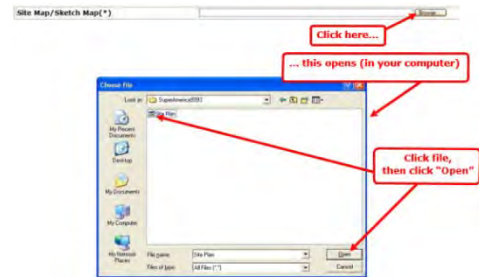 Site Map/Sketch Map(*)
Browse...
Click here...
... this opens (in your computer)
Choose file
Look in:
SuperAmerica
My Recent
Documents
Site Plan
Desktop
Click file,
then click "Open"
My Documents
My Computer
My Network
Places
File name:
Site Plan
Open
Files of type:
All Files (*.*)
Cancel